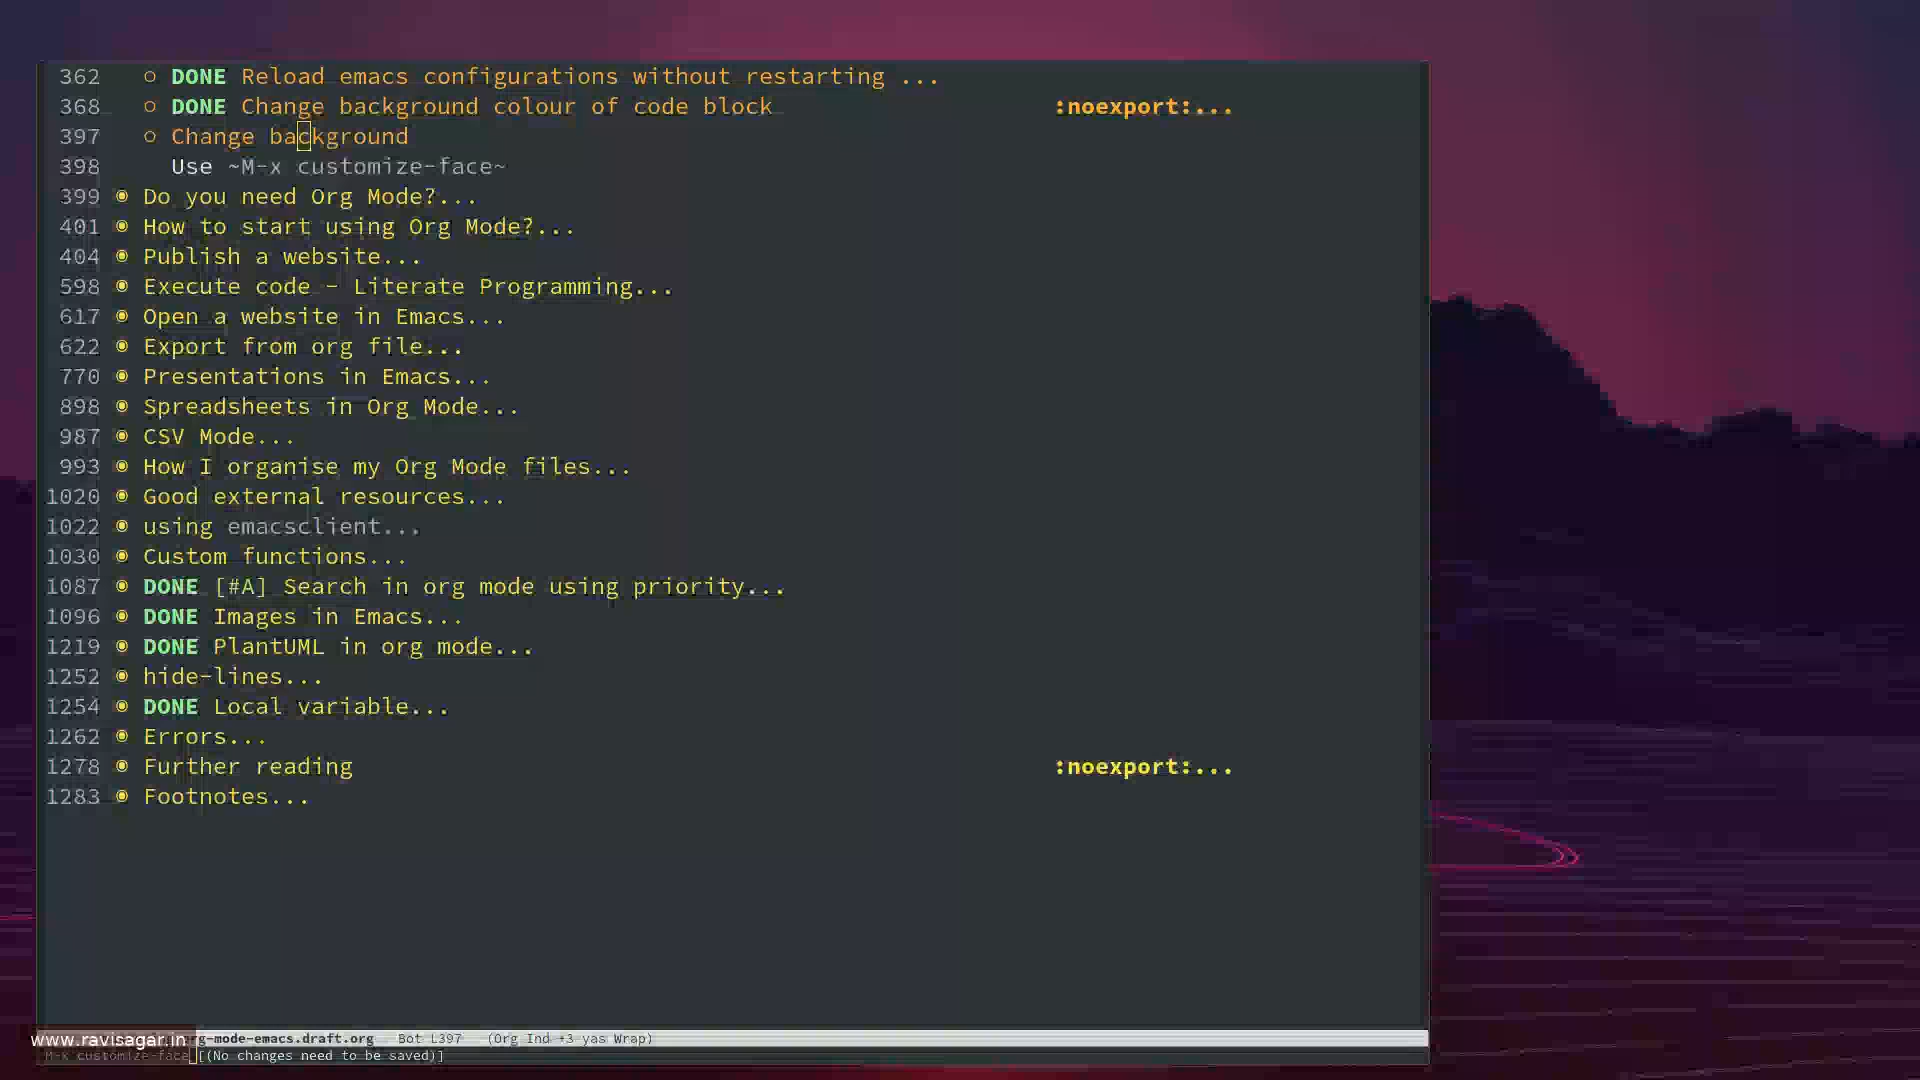 362 ○ DONE Reload emacs configurations without restarting ...
368 ○ DONE Change background colour of code block :noexport:...
397 ○ Change background
398 Use ~M-x customize-face~
399 ◉ Do you need Org Mode?...
401 ◉ How to start using Org Mode?...
404 ◉ Publish a website...
598 ◉ Execute code - Literate Programming...
617 ◉ Open a website in Emacs...
622 ◉ Export from org file...
770 ◉ Presentations in Emacs...
898 ◉ Spreadsheets in Org Mode...
987 ◉ CSV Mode...
993 ◉ How I organise my Org Mode files...
1020 ◉ Good external resources...
1022 ◉ using emacsclient...
1030 ◉ Custom functions...
1087 ◉ DONE [#A] Search in org mode using priority...
1096 ◉ DONE Images in Emacs...
1219 ◉ DONE PlantUML in org mode...
1252 ◉ hide-lines...
1254 ◉ DONE Local variable...
1262 ◉ Errors...
1278 ◉ Further reading :noexport:...
1283 ◉ Footnotes...
www.ravisagar.in g-mode-emacs.draft.org Bot L397 (Org Ind +3 yas Wrap)
M-x customize-face [(No changes need to be saved)]